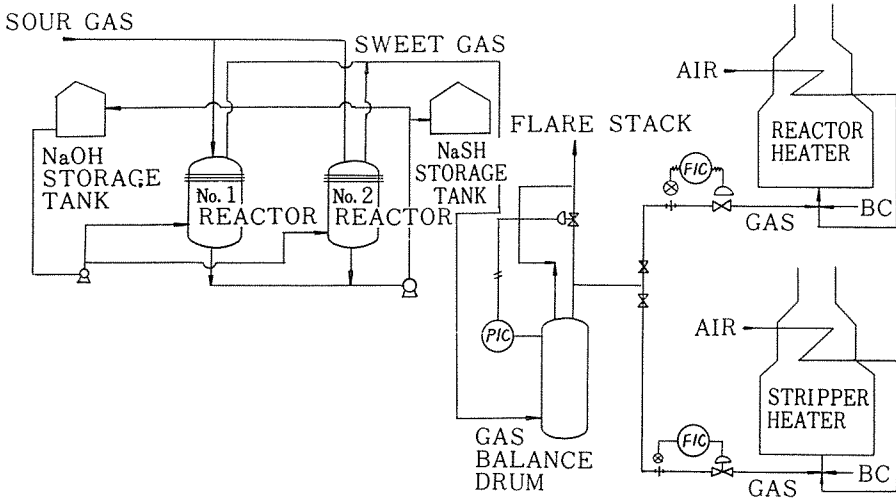 SOUR GAS
SWEET GAS
NaOH
STORAGE
TANK
No.1
REACTOR
No.2
REACTOR
NaSH
STORAGE
TANK
FLARE STACK
PIC
GAS
BALANCE
DRUM
AIR
REACTOR
HEATER
FIC
GAS
BC
AIR
STRIPPER
HEATER
FIC
GAS
BC